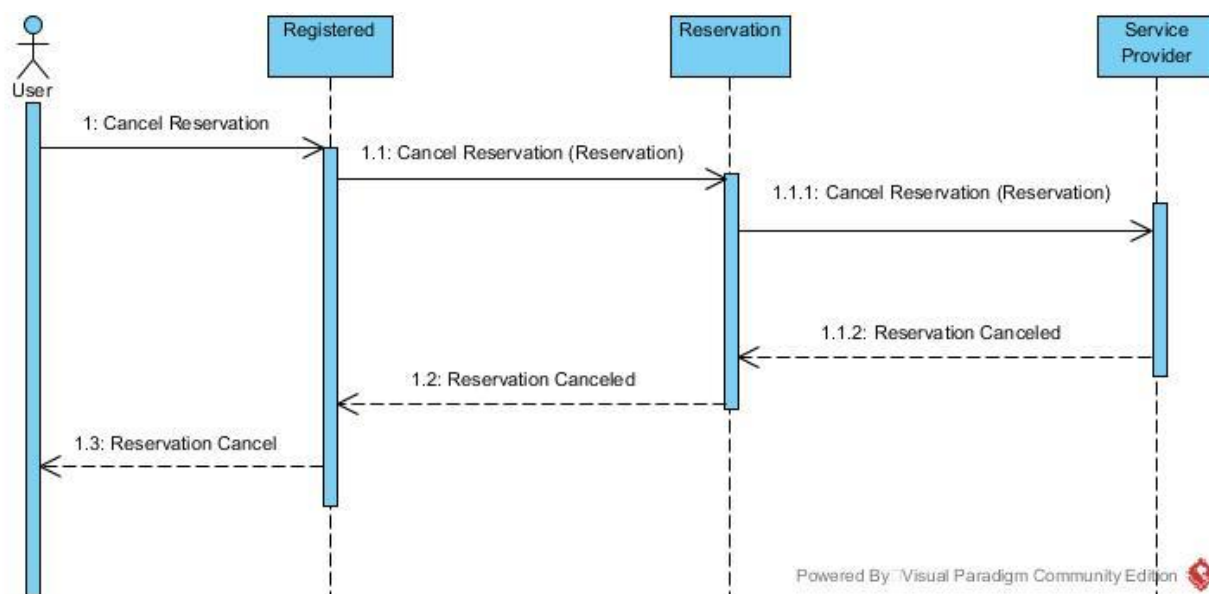 Registered
Reservation
Service
Provider
User
1: Cancel Reservation
1.1: Cancel Reservation (Reservation)
1.1.1: Cancel Reservation (Reservation)
1.1.2: Reservation Canceled
1.2: Reservation Canceled
1.3: Reservation Cancel
Powered By Visual Paradigm Community Edition